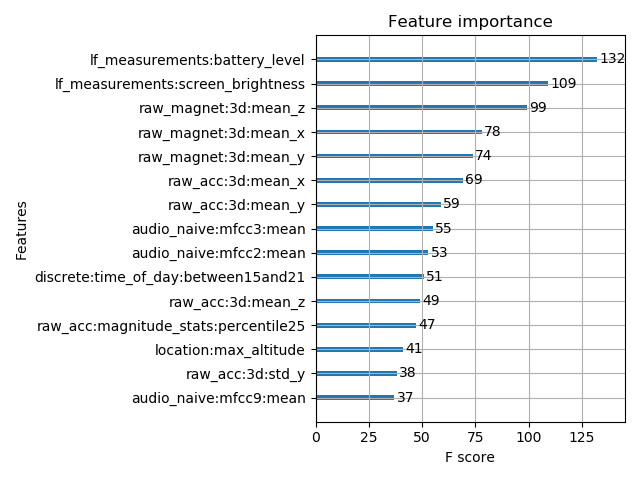 Feature importance
lf_measurements:battery_level 132
lf_measurements:screen_brightness 109
raw_magnet:3d:mean_z 99
raw_magnet:3d:mean_x 78
raw_magnet:3d:mean_y 74
raw_acc:3d:mean_x 69
raw_acc:3d:mean_y 59
audio_naive:mfcc3:mean 55
audio_naive:mfcc2:mean 53
discrete:time_of_day:between15and21 51
raw_acc:3d:mean_z 49
raw_acc:magnitude_stats:percentile25 47
location:max_altitude 41
raw_acc:3d:std_y 38
audio_naive:mfcc9:mean 37
Features
0 25 50 75 100 125
F score